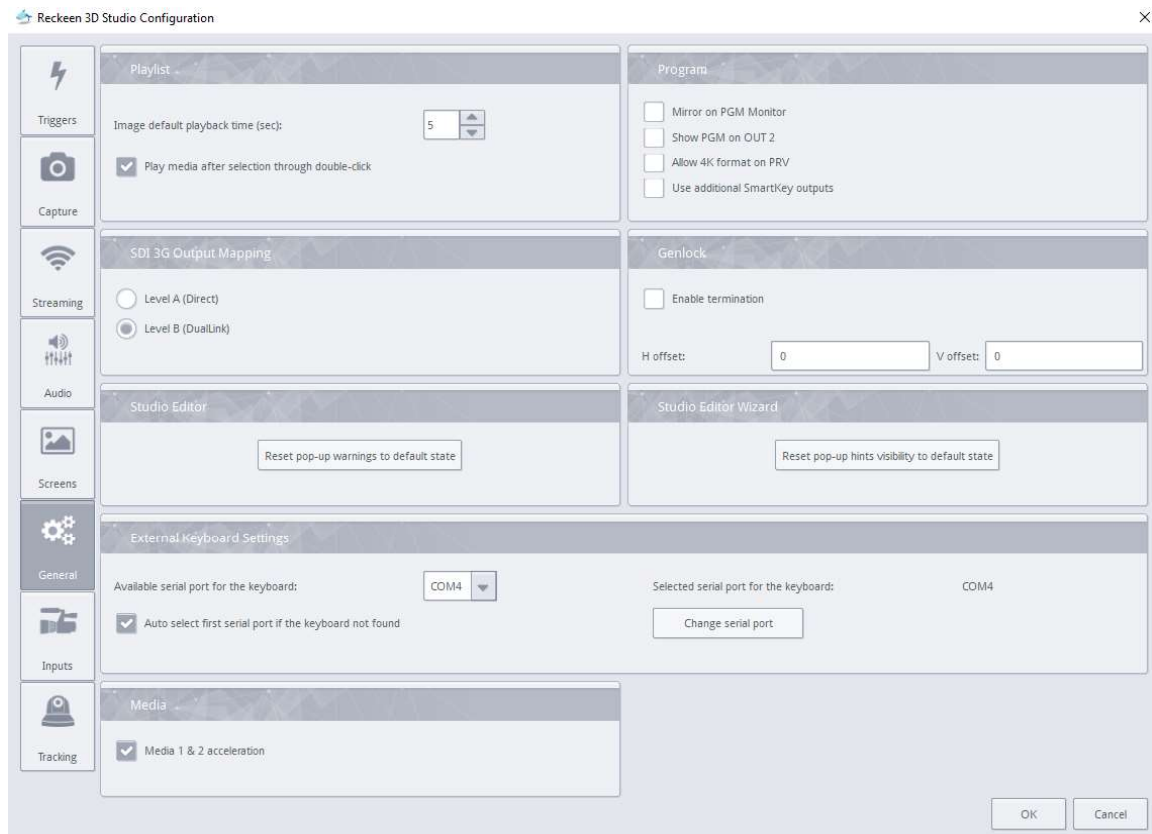 Reckeen 3D Studio Configuration
Triggers
Capture
Streaming
Audio
Screens
General
Inputs
Tracking
Playlist
Image default playback time (sec):
5
Play media after selection through double-click
Program
Mirror on PGM Monitor
Show PGM on OUT 2
Allow 4K format on PRV
Use additional SmartKey outputs
SDI 3G Output Mapping
Level A (Direct)
Level B (DualLink)
Genlock
Enable termination
H offset: 0 V offset: 0
Studio Editor
Reset pop-up warnings to default state
Studio Editor Wizard
Reset pop-up hints visibility to default state
External Keyboard Settings
Available serial port for the keyboard: COM4
Selected serial port for the keyboard: COM4
Auto select first serial port if the keyboard not found
Change serial port
Media
Media 1 & 2 acceleration
OK Cancel